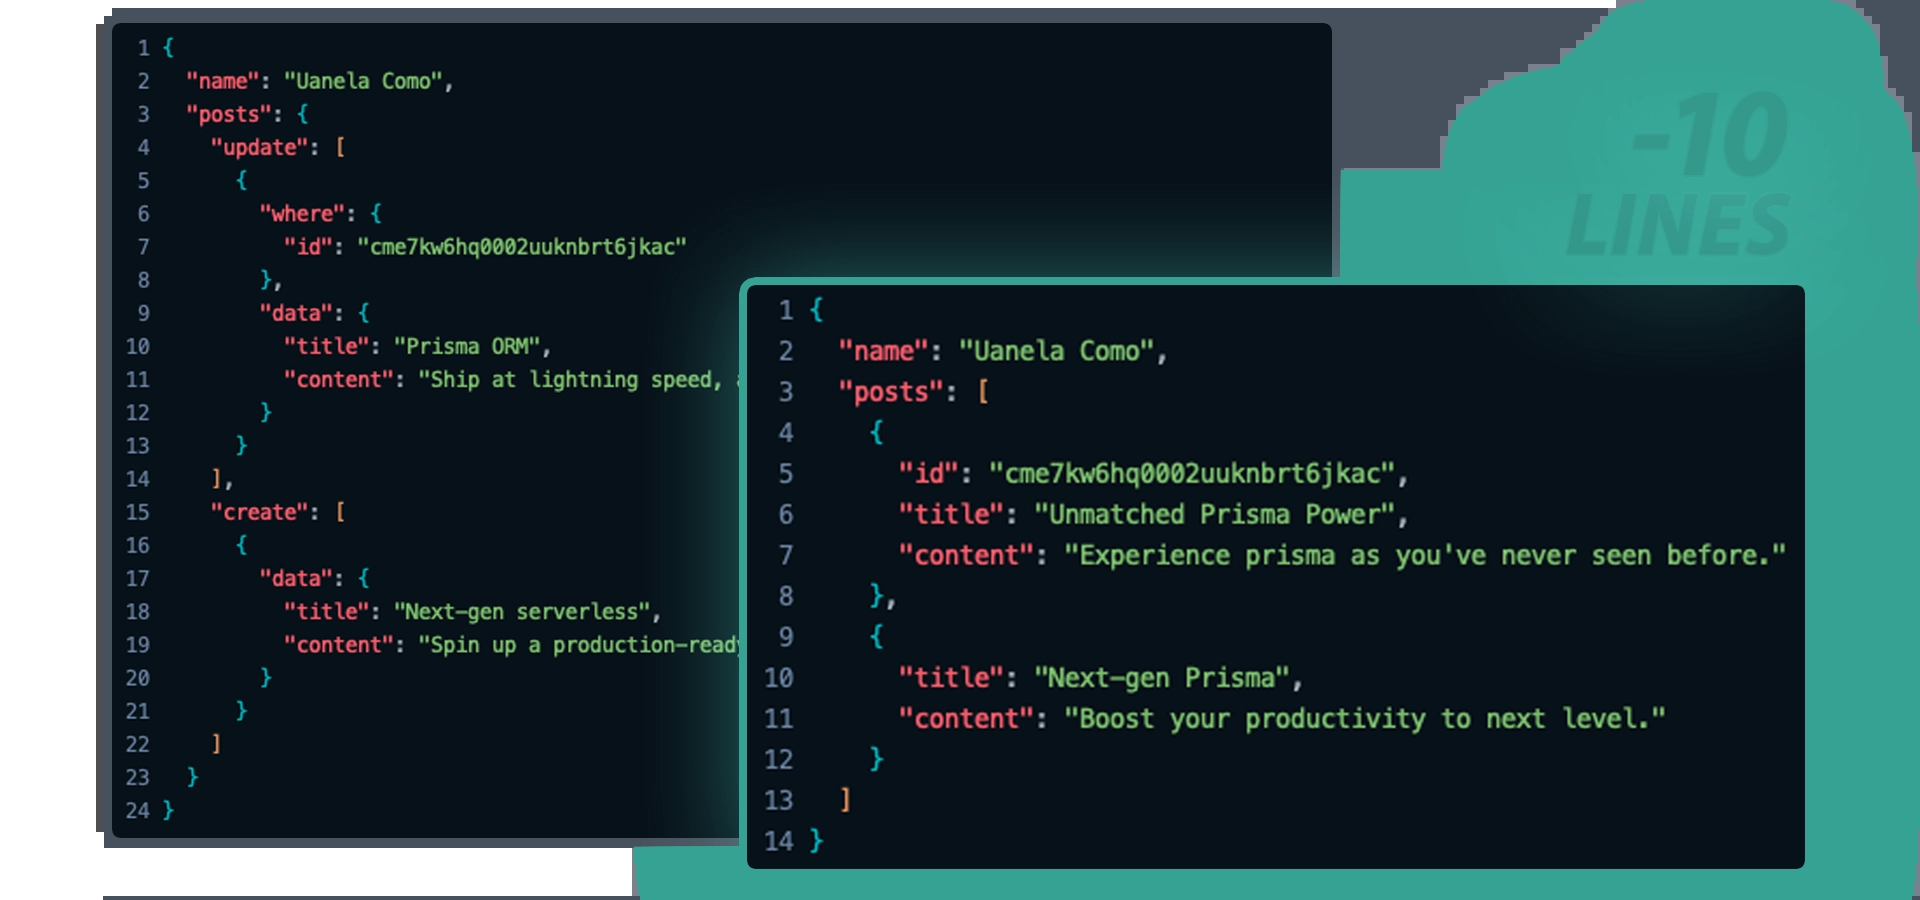 1 {
2   "name": "Uanela Como",
3   "posts": {
4     "update": [
5       {
6         "where": {
7           "id": "cme7kw6hq0002uuknbrt6jkac"
8         },
9         "data": {
10           "title": "Prisma ORM",
11           "content": "Ship at lightning speed,
12         }
13       }
14     ],
15     "create": [
16       {
17         "data": {
18           "title": "Next-gen serverless",
19           "content": "Spin up a production-ready
20         }
21       }
22     ]
23   }
24 }
-10
LINES
1 {
2   "name": "Uanela Como",
3   "posts": [
4     {
5       "id": "cme7kw6hq0002uuknbrt6jkac",
6       "title": "Unmatched Prisma Power",
7       "content": "Experience prisma as you've never seen before."
8     },
9     {
10       "title": "Next-gen Prisma",
11       "content": "Boost your productivity to next level."
12     }
13   ]
14 }